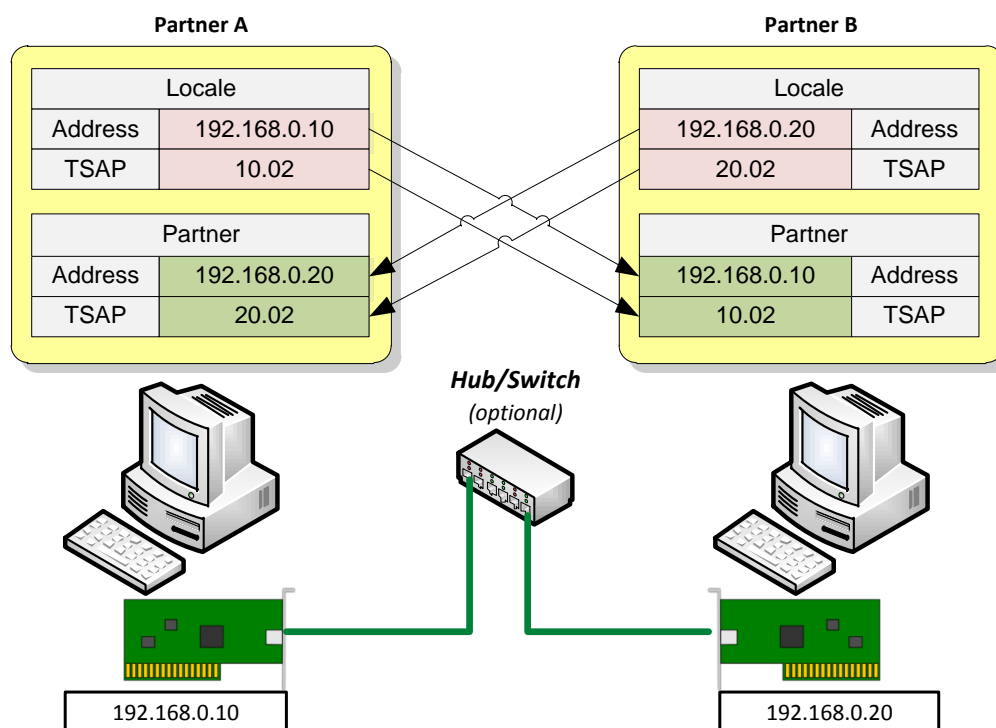 Partner A
Partner B
Locale
Address 192.168.0.10
TSAP 10.02
Partner
Address 192.168.0.20
TSAP 20.02
Locale
192.168.0.20 Address
20.02 TSAP
Partner
192.168.0.10 Address
10.02 TSAP
Hub/Switch
(optional)
192.168.0.10
192.168.0.20